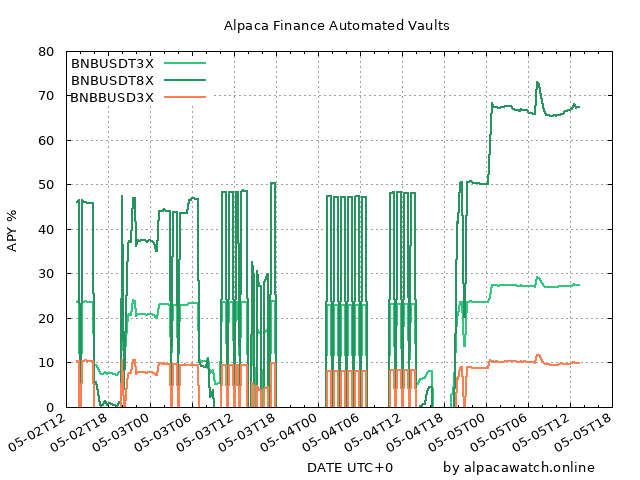 Alpaca Finance Automated Vaults
80
70
60
50
40
30
20
10
0
APY %
BNBUSDT3X
BNBUSDT8X
BNBBUSD3X
05-02T12
05-02T18
05-03T00
05-03T06
05-03T12
05-03T18
05-04T00
05-04T06
05-04T12
05-04T18
05-05T00
05-05T06
05-05T12
05-05T18
DATE UTC+0
by alpacawatch.online